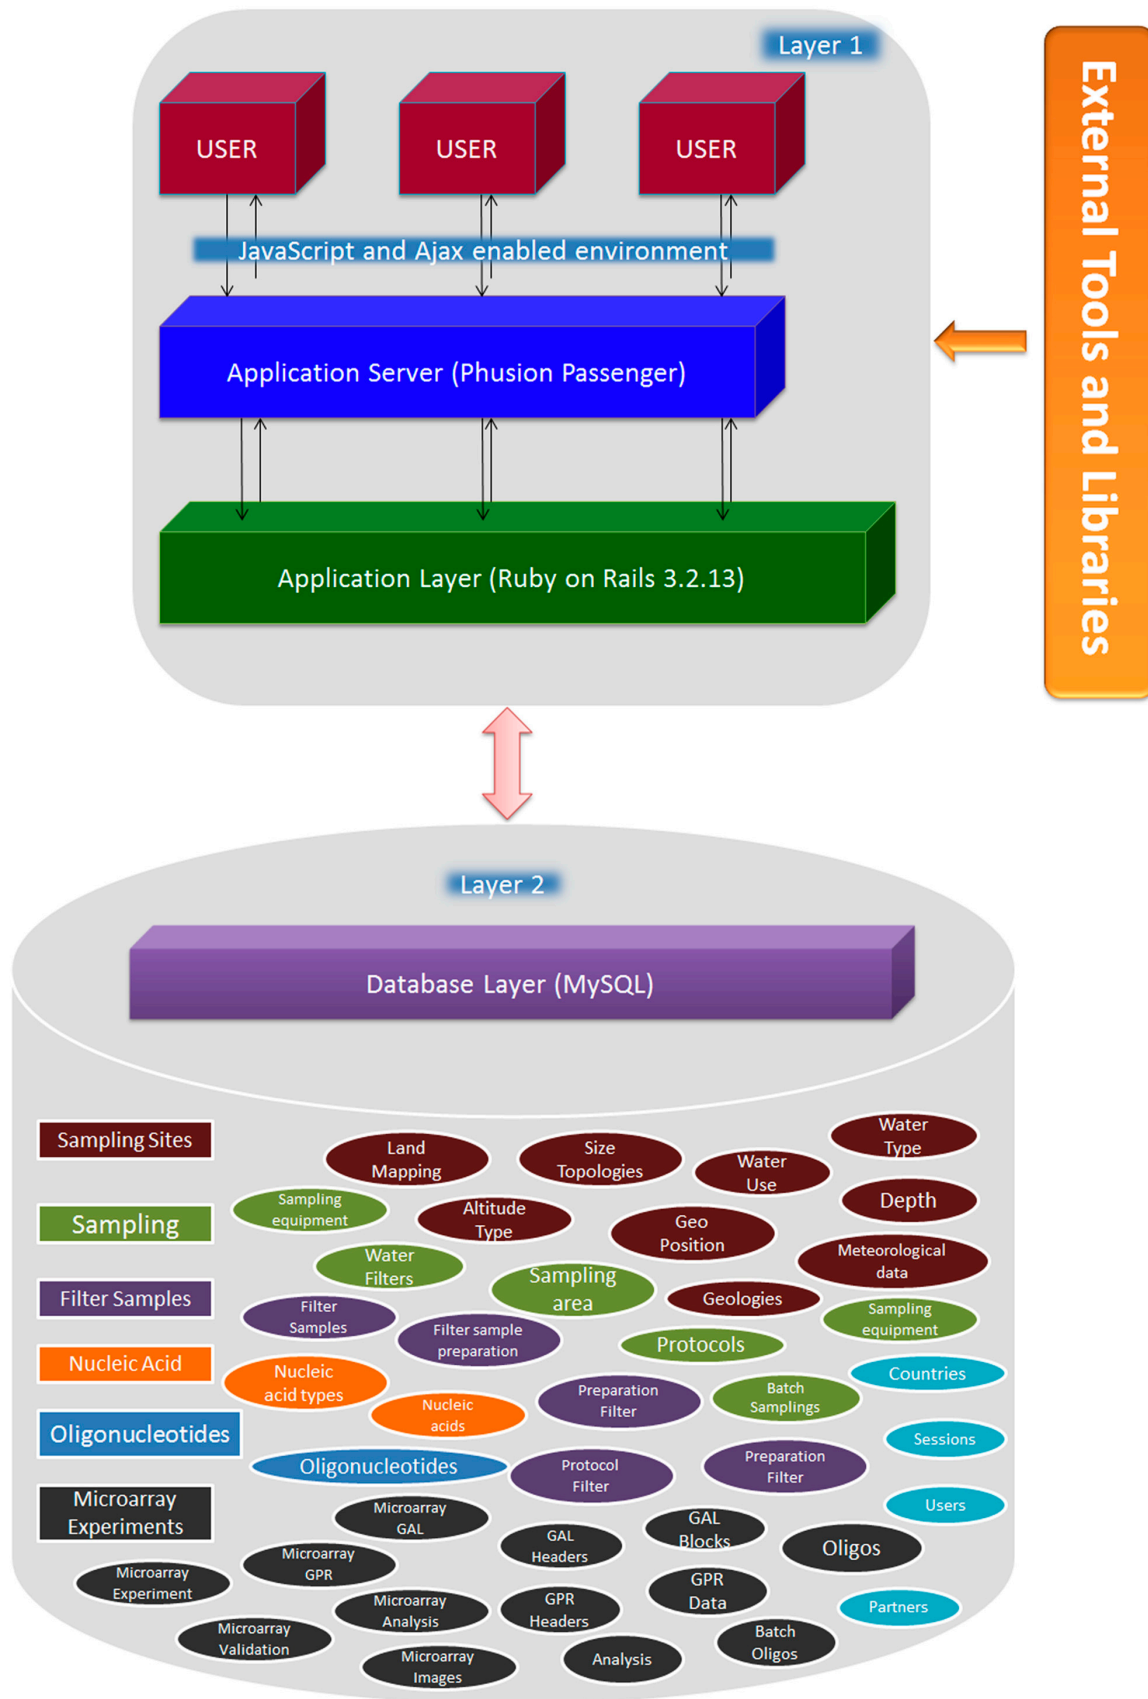 Layer 1
External Tools and Libraries
USER
USER
USER
JavaScript and Ajax enabled environment
Application Server (Phusion Passenger)
Application Layer (Ruby on Rails 3.2.13)
Layer 2
Database Layer (MySQL)
Sampling Sites
Sampling
Filter Samples
Nucleic Acid
Oligonucleotides
Microarray
Experiments
Land
Mapping
Size
Topologies
Water
Use
Water
Type
Sampling
equipment
Altitude
Type
Geo
Position
Depth
Water
Filters
Sampling
area
Meteorological
data
Geologies
Filter
Samples
Filter sample
preparation
Protocols
Sampling
equipment
Nucleic
acid types
Nucleic
acids
Preparation
Filter
Batch
Samplings
Countries
Oligonucleotides
Protocol
Filter
Preparation
Filter
Sessions
Microarray
GAL
GAL
Headers
GAL
Blocks
Users
Oligos
Microarray
Experiment
Microarray
GPR
Microarray
Analysis
GPR
Headers
GPR
Data
Partners
Microarray
Validation
Microarray
Images
Analysis
Batch
Oligos